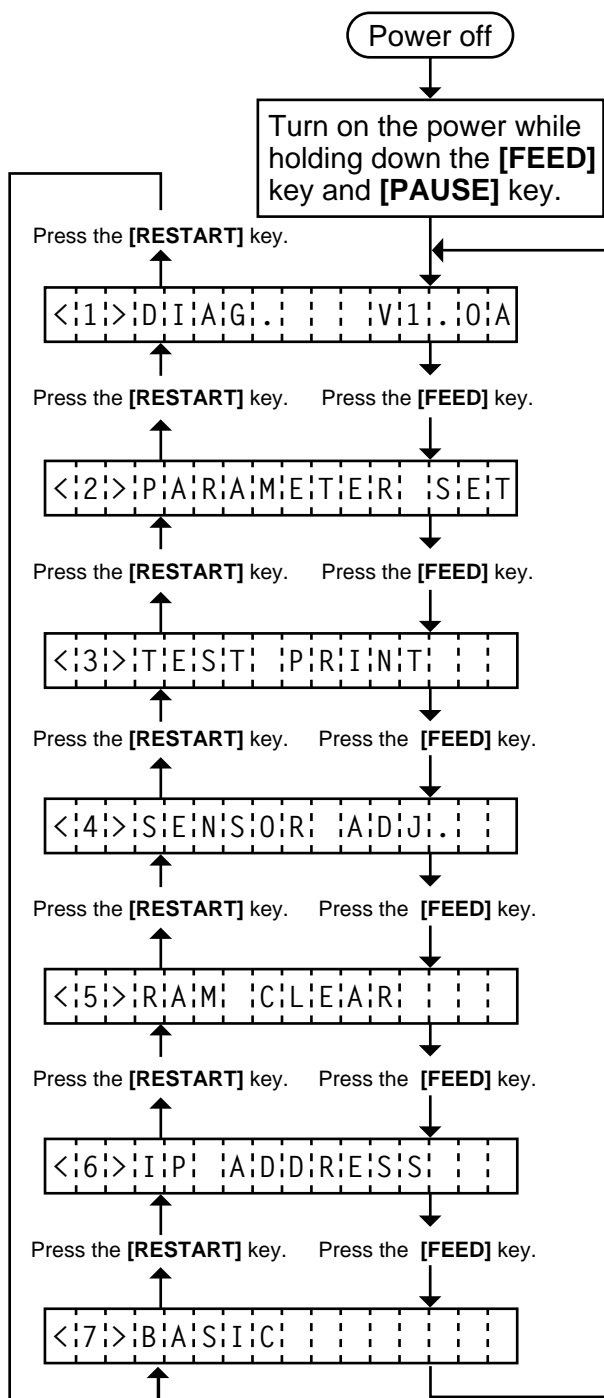 Power off
Turn on the power while
holding down the [FEED]
key and [PAUSE] key.
Press the [RESTART] key.
<1>DIAG.   V1.0A
Press the [RESTART] key. Press the [FEED] key.
<2>PARAMETER SET
Press the [RESTART] key. Press the [FEED] key.
<3>TEST PRINT
Press the [RESTART] key. Press the [FEED] key.
<4>SENSOR ADJ.
Press the [RESTART] key. Press the [FEED] key.
<5>RAM CLEAR
Press the [RESTART] key. Press the [FEED] key.
<6>IP ADDRESS
Press the [RESTART] key. Press the [FEED] key.
<7>BASIC